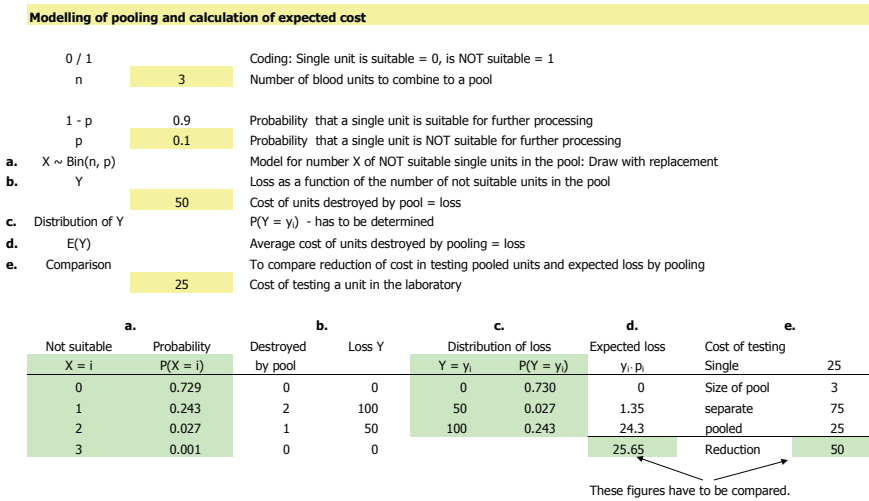 Modelling of pooling and calculation of expected cost
0 / 1 Coding: Single unit is suitable = 0, is NOT suitable = 1
n 3 Number of blood units to combine to a pool
1 - p 0.9 Probability that a single unit is suitable for further processing
p 0.1 Probability that a single unit is NOT suitable for further processing
a. X ~ Bin(n, p) Model for number X of NOT suitable single units in the pool: Draw with replacement
b. Y Loss as a function of the number of not suitable units in the pool
50 Cost of units destroyed by pool = loss
c. Distribution of Y P(Y = yᵢ) - has to be determined
d. E(Y) Average cost of units destroyed by pooling = loss
e. Comparison To compare reduction of cost in testing pooled units and expected loss by pooling
25 Cost of testing a unit in the laboratory
a. b. c. d. e.
Not suitable Probability Destroyed Loss Y Distribution of loss Expected loss Cost of testing
X = i P(X = i) by pool Y = yᵢ P(Y = yᵢ) yᵢ· pᵢ Single 25
0 0.729 0 0 0 0.730 0 Size of pool 3
1 0.243 2 100 50 0.027 1.35 separate 75
2 0.027 1 50 100 0.243 24.3 pooled 25
3 0.001 0 0 25.65 Reduction 50
These figures have to be compared.